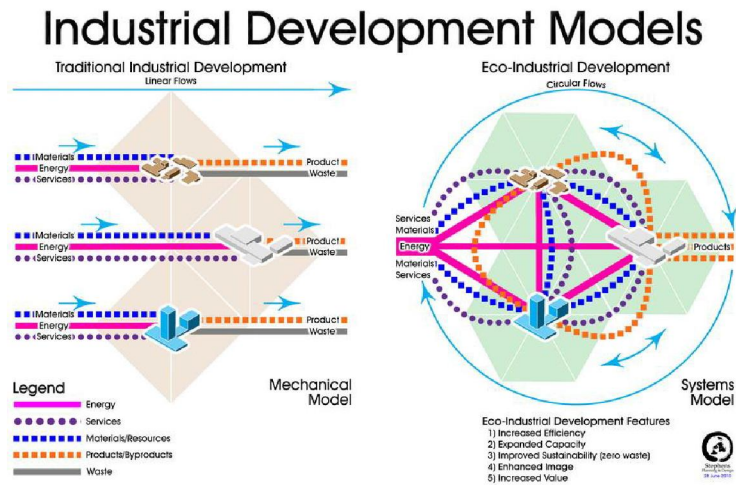 Industrial Development Models
Traditional Industrial Development
Linear Flows
Materials
Energy
Services
Product
Waste
Materials
Energy
Services
Product
Waste
Materials
Energy
Services
Product
Waste
Mechanical
Model
Legend
Energy
Services
Materials/Resources
Products/Byproducts
Waste
Eco-Industrial Development
Circular Flows
Services
Materials
Energy
Materials
Services
Products
Systems
Model
Eco-Industrial Development Features
1) Increased Efficiency
2) Expanded Capacity
3) Improved Sustainability (zero waste)
4) Enhanced Image
5) Increased Value
Stephens